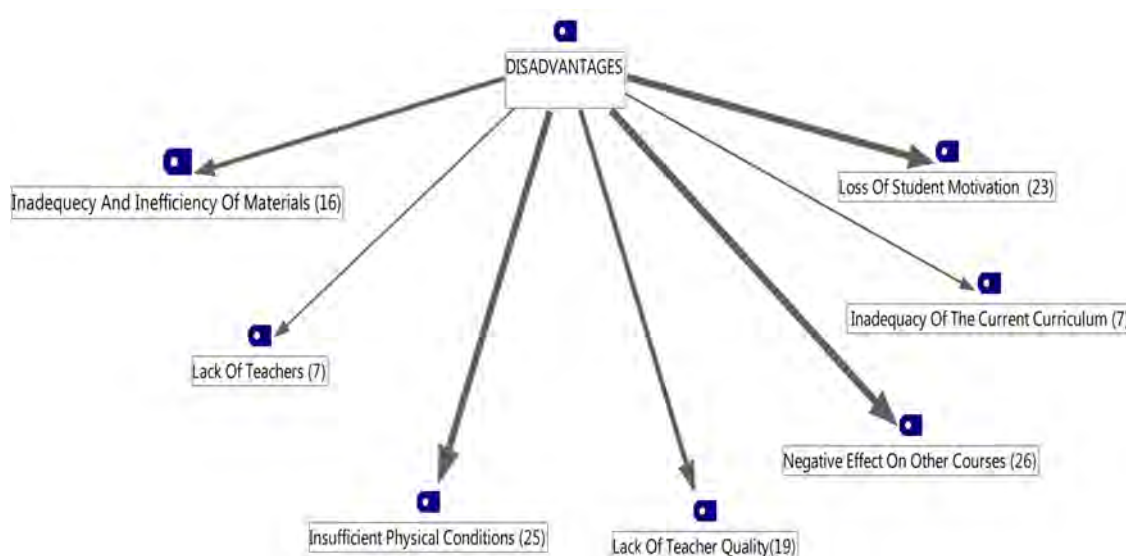 DISADVANTAGES
Loss Of Student Motivation (23)
Inadequecy And Inefficiency Of Materials (16)
Inadequacy Of The Current Curriculum (7)
Lack Of Teachers (7)
Negative Effect On Other Courses (26)
Insufficient Physical Conditions (25)
Lack Of Teacher Quality(19)